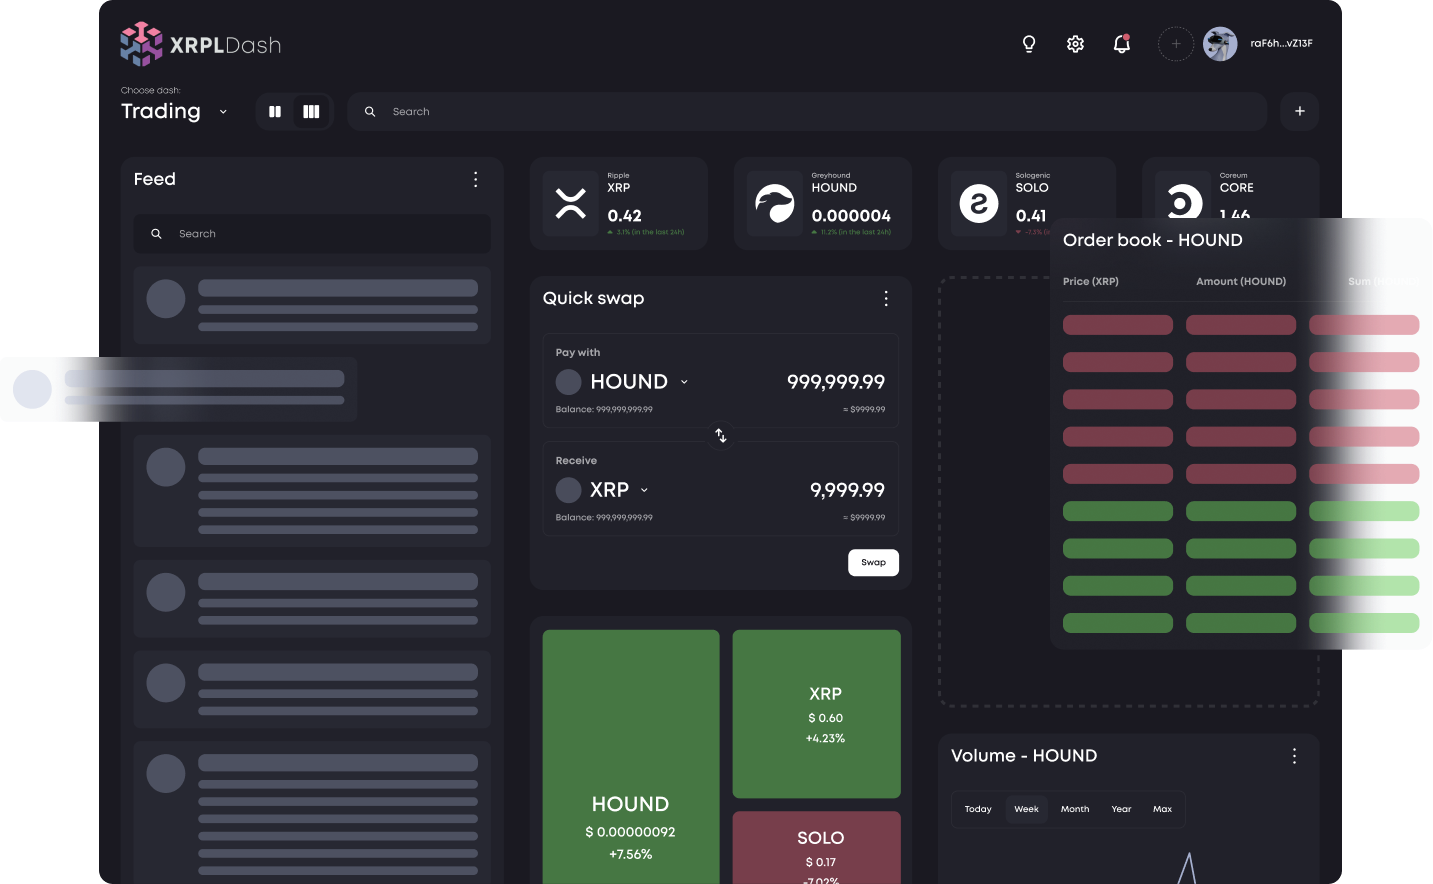 XRPLDash
raF6h...vZ13F
Choose dash:
Trading
Search
Feed
Search
Ripple
XRP
0.42
3.1% (in the last 24h)
Greyhound
HOUND
0.000004
11.2% (in the last 24h)
Sologenic
SOLO
0.41
Coreum
CORE
1.46
Order book - HOUND
Price (XRP) Amount (HOUND) Sum
Quick swap
Pay with
HOUND 999,999.99
Balance: 999,999,999.99 ≈ $9999.99
Receive
XRP 9,999.99
Balance: 999,999,999.99 ≈ $9999.99
Swap
HOUND
$ 0.00000092
+7.56%
XRP
$ 0.60
+4.23%
SOLO
$ 0.17
-7.02%
Volume - HOUND
Today Week Month Year Max